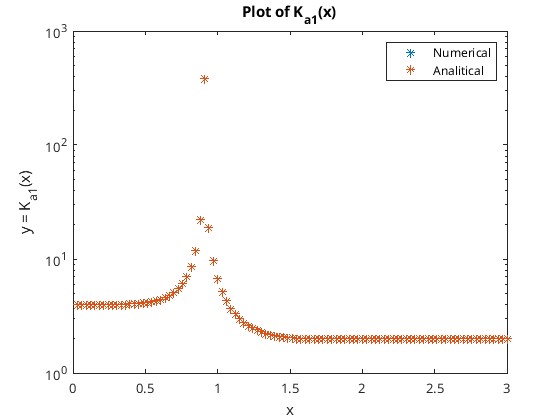 Plot of K_a1(x)
Numerical
Analitical
10^3
10^2
10^1
10^0
y = K_a1(x)
0 0.5 1 1.5 2 2.5 3
x